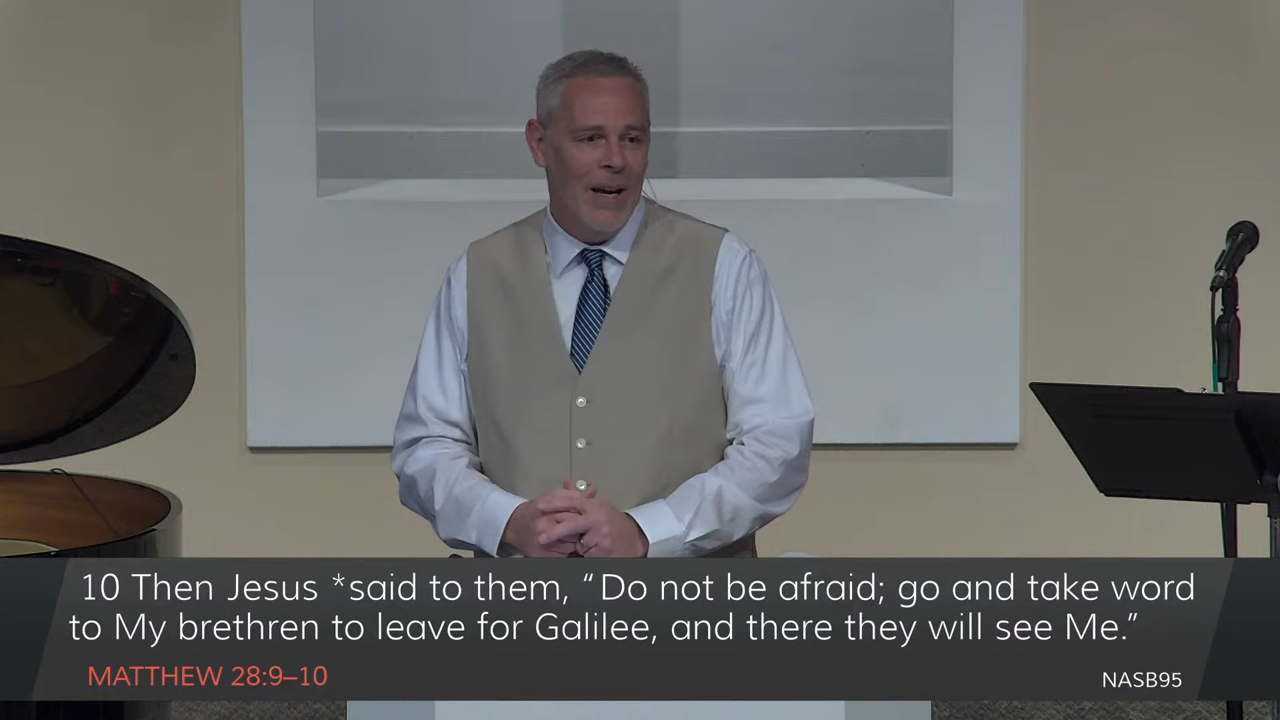 10 Then Jesus *said to them, “Do not be afraid; go and take word
to My brethren to leave for Galilee, and there they will see Me.”
MATTHEW 28:9–10
NASB95